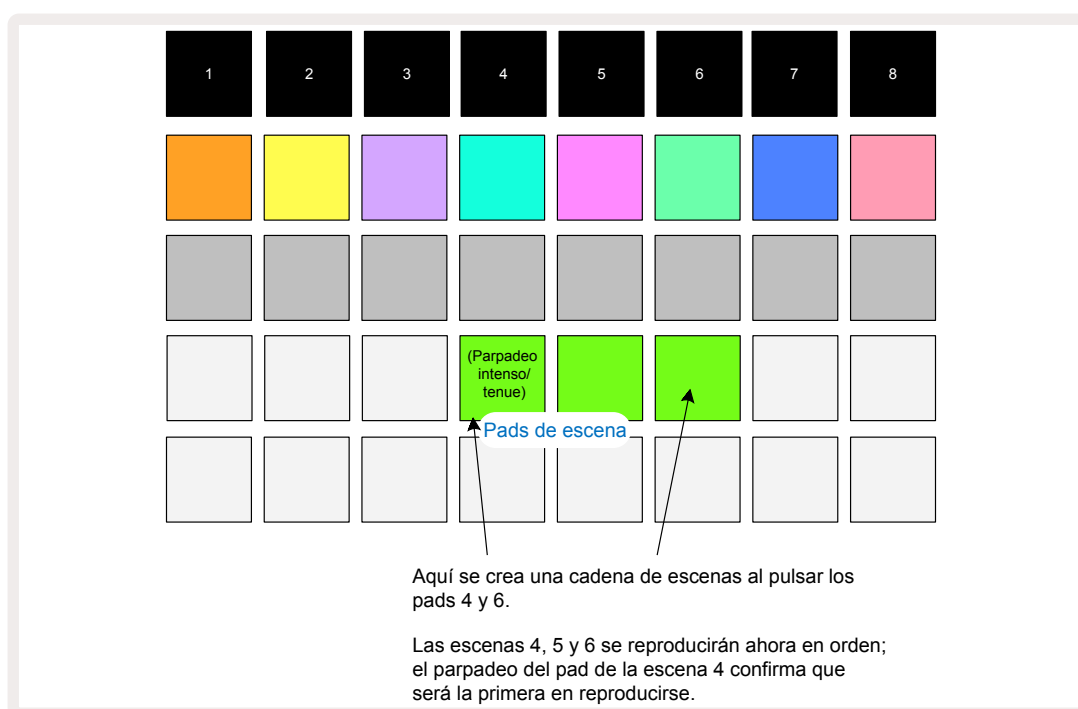 1 2 3 4 5 6 7 8
(Parpadeo
intenso/
tenue)
Pads de escena
Aquí se crea una cadena de escenas al pulsar los
pads 4 y 6.
Las escenas 4, 5 y 6 se reproducirán ahora en orden;
el parpadeo del pad de la escena 4 confirma que
será la primera en reproducirse.